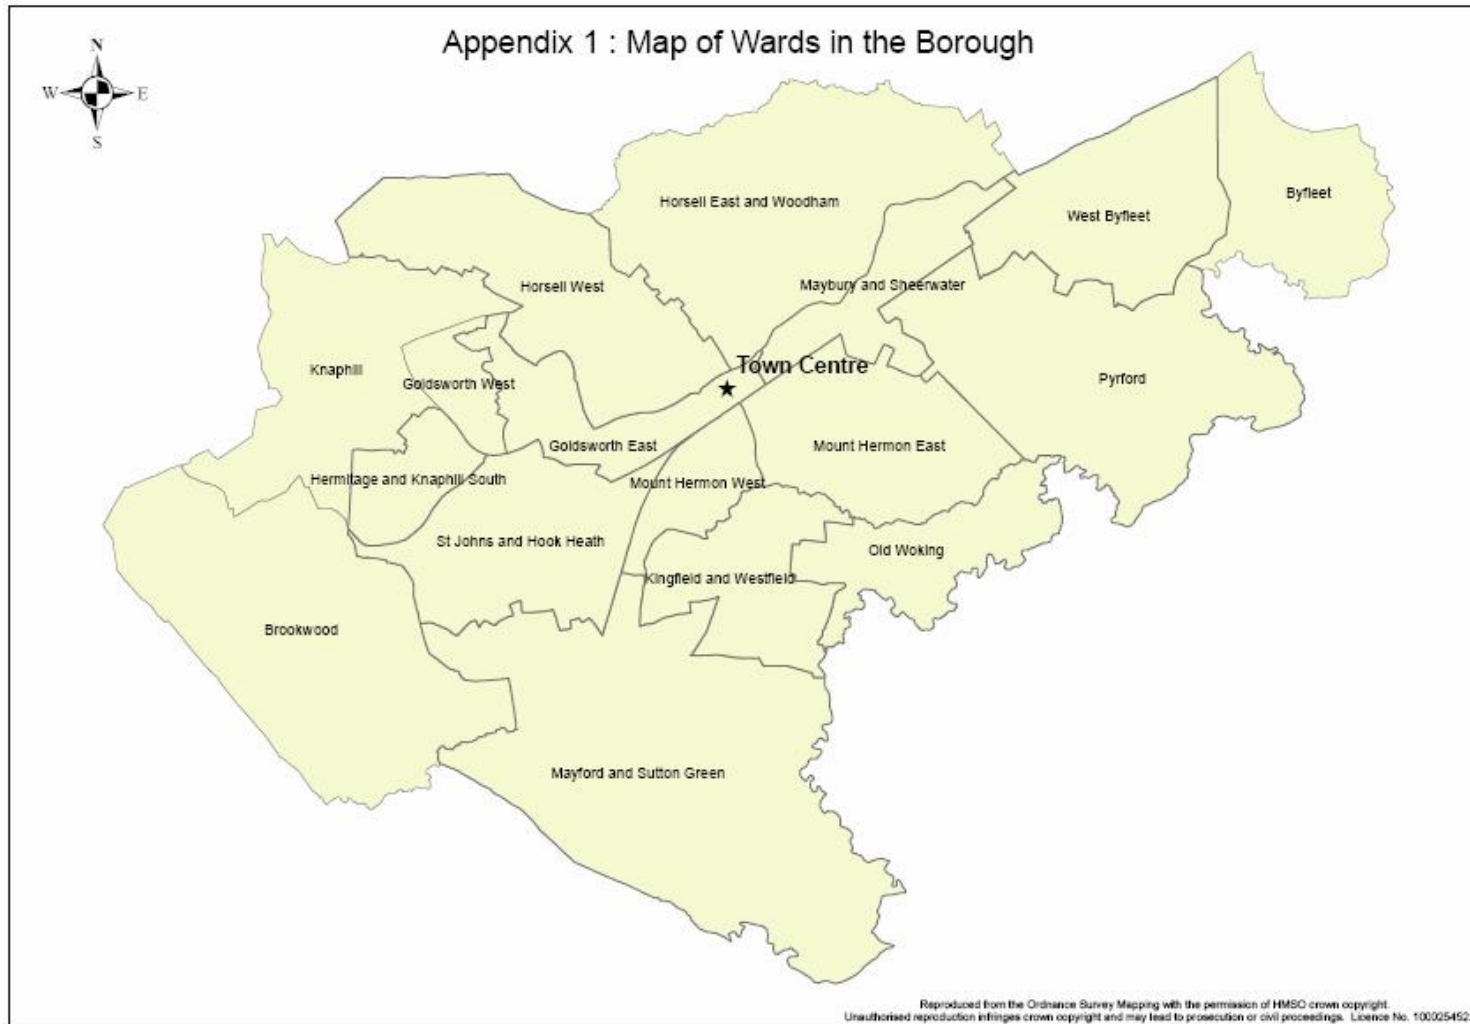 Appendix 1 : Map of Wards in the Borough
N
W E
S
Byfleet
Horsell East and Woodham
West Byfleet
Horsell West
Maybury and Sheerwater
Town Centre
Knaphill
Goldsworth West
Pyrford
Goldsworth East
Mount Hermon East
Hermitage and Knaphill South
Mount Hermon West
St Johns and Hook Heath
Old Woking
Kingfield and Westfield
Brookwood
Mayford and Sutton Green
Reproduced from the Ordnance Survey Mapping with the permission of HMSO crown copyright.
Unauthorised reproduction infringes crown copyright and may lead to prosecution or civil proceedings. Licence No. 100025452